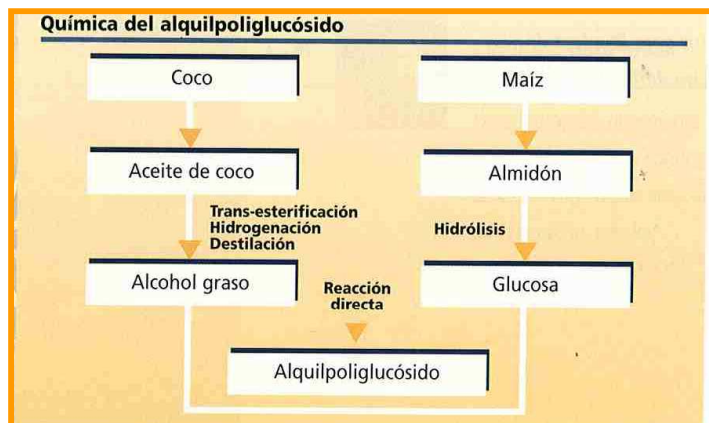 Química del alquilpoliglucósido
Coco
Maíz
Aceite de coco
Almidón
Trans-esterificación
Hidrogenación
Destilación
Hidrólisis
Alcohol graso
Glucosa
Reacción
directa
Alquilpoliglucósido